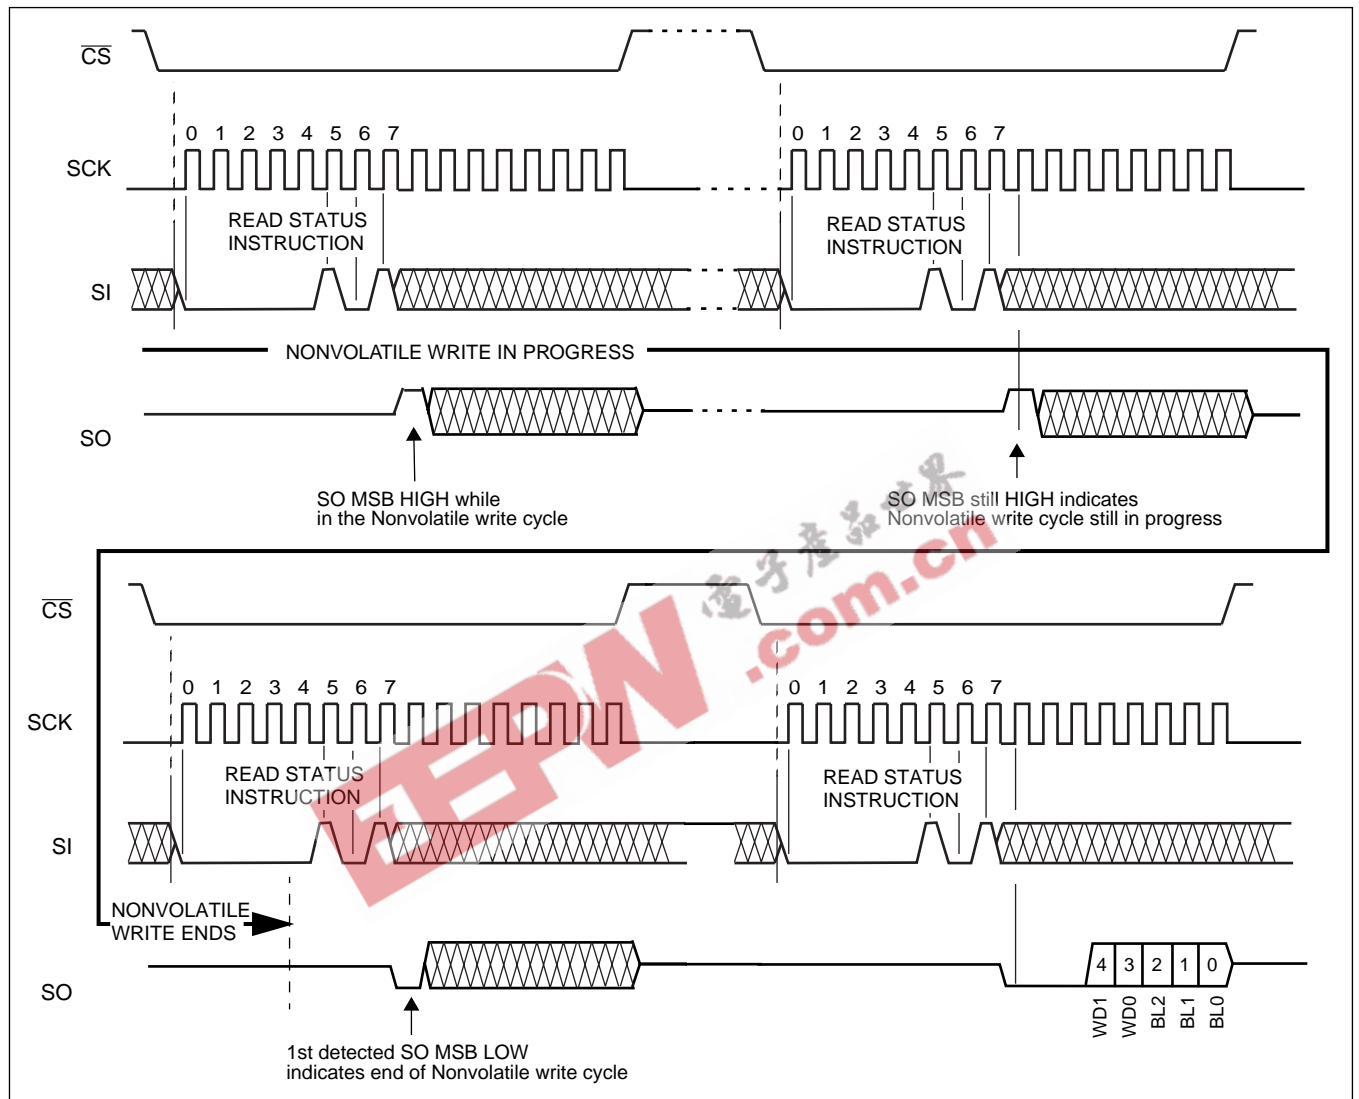 CS
0 1 2 3 4 5 6 7
0 1 2 3 4 5 6 7
SCK
READ STATUS
INSTRUCTION
READ STATUS
INSTRUCTION
SI
NONVOLATILE WRITE IN PROGRESS
SO
SO MSB HIGH while
in the Nonvolatile write cycle
SO MSB still HIGH indicates
Nonvolatile write cycle still in progress
電子產品世界
EEPW.com.cn
CS
0 1 2 3 4 5 6 7
0 1 2 3 4 5 6 7
SCK
READ STATUS
INSTRUCTION
READ STATUS
INSTRUCTION
SI
NONVOLATILE
WRITE ENDS
SO
4 3 2 1 0
WD1 WD0 BL2 BL1 BL0
1st detected SO MSB LOW
indicates end of Nonvolatile write cycle